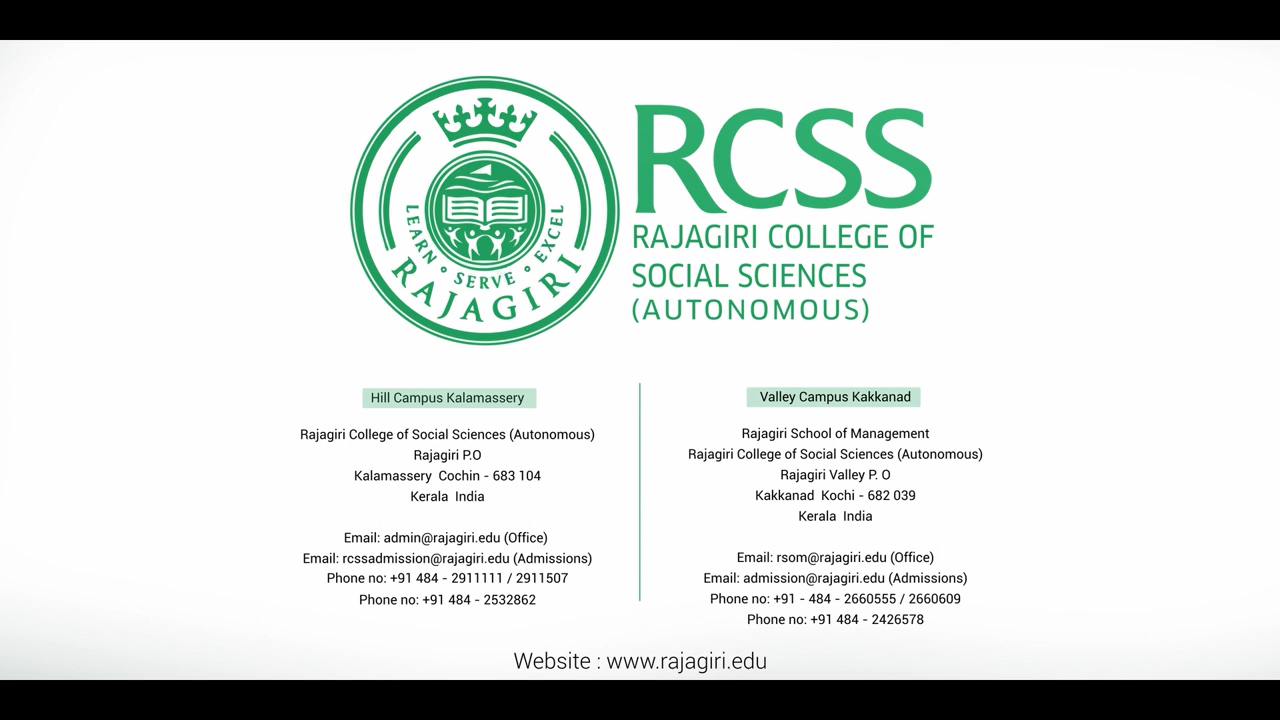 LEARN ∘ SERVE ∘ EXCEL
RAJAGIRI
RCSS
RAJAGIRI COLLEGE OF
SOCIAL SCIENCES
(AUTONOMOUS)
Hill Campus Kalamassery
Rajagiri College of Social Sciences (Autonomous)
Rajagiri P.O
Kalamassery Cochin - 683 104
Kerala India
Email: admin@rajagiri.edu (Office)
Email: rcssadmission@rajagiri.edu (Admissions)
Phone no: +91 484 - 2911111 / 2911507
Phone no: +91 484 - 2532862
Valley Campus Kakkanad
Rajagiri School of Management
Rajagiri College of Social Sciences (Autonomous)
Rajagiri Valley P. O
Kakkanad Kochi - 682 039
Kerala India
Email: rsom@rajagiri.edu (Office)
Email: admission@rajagiri.edu (Admissions)
Phone no: +91 - 484 - 2660555 / 2660609
Phone no: +91 484 - 2426578
Website : www.rajagiri.edu